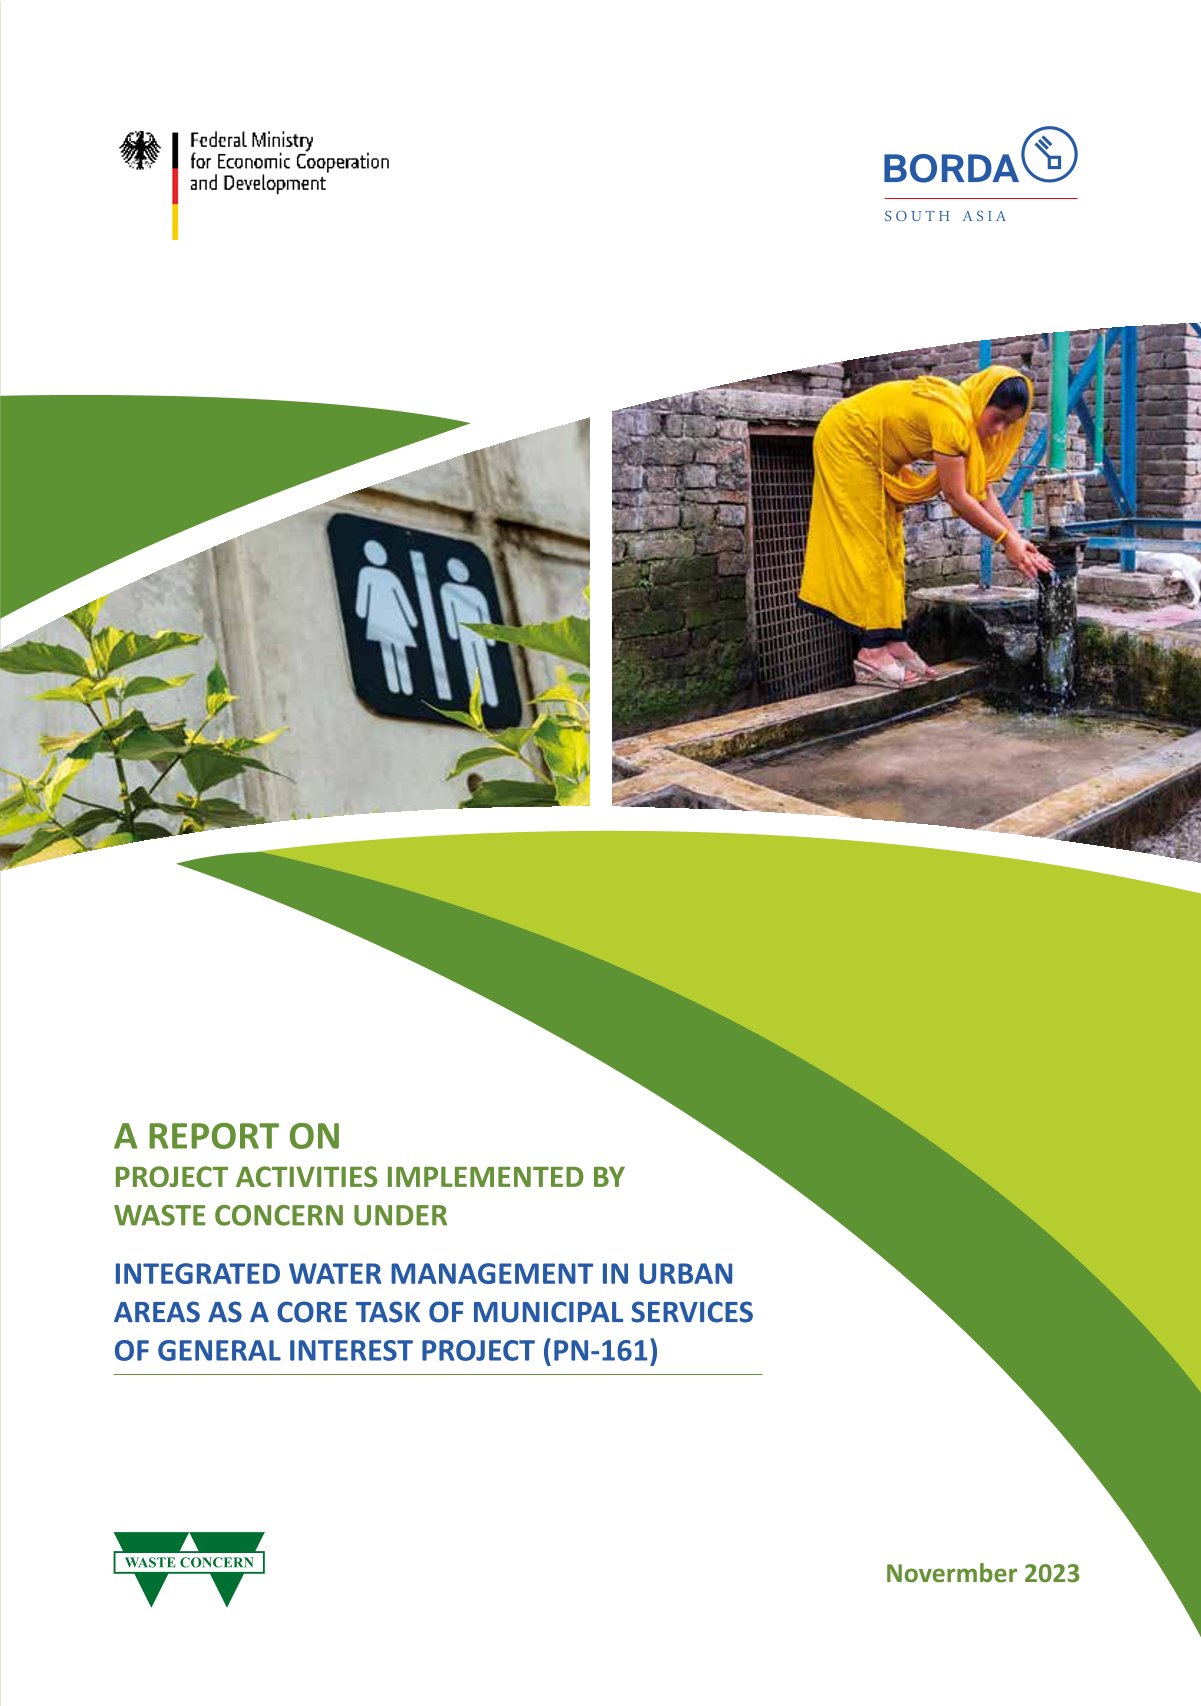 Federal Ministry
for Economic Cooperation
and Development
BORDA
SOUTH ASIA
A REPORT ON
PROJECT ACTIVITIES IMPLEMENTED BY
WASTE CONCERN UNDER
INTEGRATED WATER MANAGEMENT IN URBAN
AREAS AS A CORE TASK OF MUNICIPAL SERVICES
OF GENERAL INTEREST PROJECT (PN-161)
WASTE CONCERN
Novermber 2023